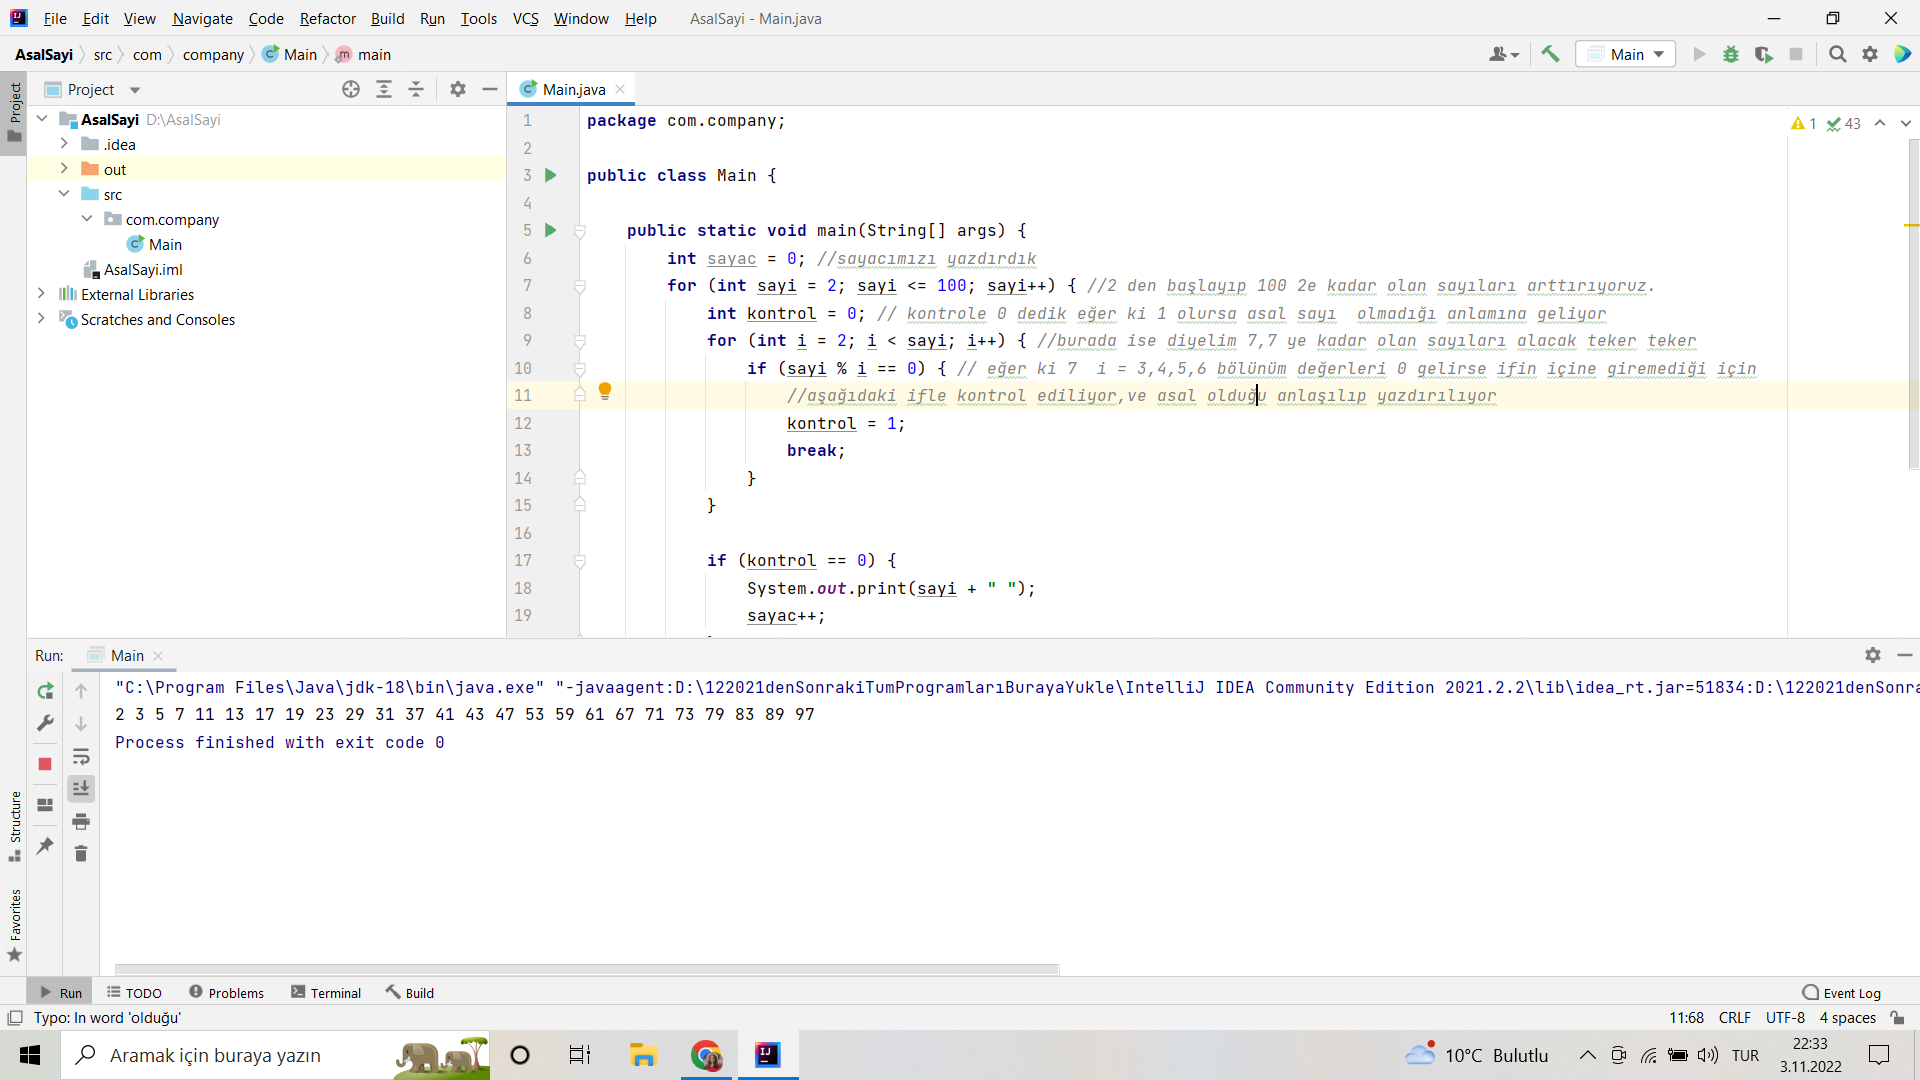 File Edit View Navigate Code Refactor Build Run Tools VCS Window Help AsalSayi - Main.java
AsalSayi src com company Main main
Main
Project
Main.java
AsalSayi D:\AsalSayi
.idea
out
src
com.company
Main
AsalSayi.iml
External Libraries
Scratches and Consoles
Project
Structure
Favorites
1 43
1 package com.company;
2
3 public class Main {
4
5 public static void main(String[] args) {
6 int sayac = 0; //sayacımızı yazdırdık
7 for (int sayi = 2; sayi <= 100; sayi++) { //2 den başlayıp 100 2e kadar olan sayıları arttırıyoruz.
8 int kontrol = 0; // kontrole 0 dedik eğer ki 1 olursa asal sayı  olmadığı anlamına geliyor
9 for (int i = 2; i < sayi; i++) { //burada ise diyelim 7,7 ye kadar olan sayıları alacak teker teker
10 if (sayi % i == 0) { // eğer ki 7  i = 3,4,5,6 bölünüm değerleri 0 gelirse ifin içine giremediği için
11 //aşağıdaki ifle kontrol ediliyor,ve asal olduğu anlaşılıp yazdırılıyor
12 kontrol = 1;
13 break;
14 }
15 }
16
17 if (kontrol == 0) {
18 System.out.print(sayi + " ");
19 sayac++;
Run: Main
"C:\Program Files\Java\jdk-18\bin\java.exe" "-javaagent:D:\122021denSonrakiTumProgramlarıBurayaYukle\IntelliJ IDEA Community Edition 2021.2.2\lib\idea_rt.jar=51834:D:\122021denSonra
2 3 5 7 11 13 17 19 23 29 31 37 41 43 47 53 59 61 67 71 73 79 83 89 97
Process finished with exit code 0
Run TODO Problems Terminal Build Event Log
Typo: In word 'olduğu' 11:68 CRLF UTF-8 4 spaces
Aramak için buraya yazın 10°C Bulutlu TUR 22:33
3.11.2022